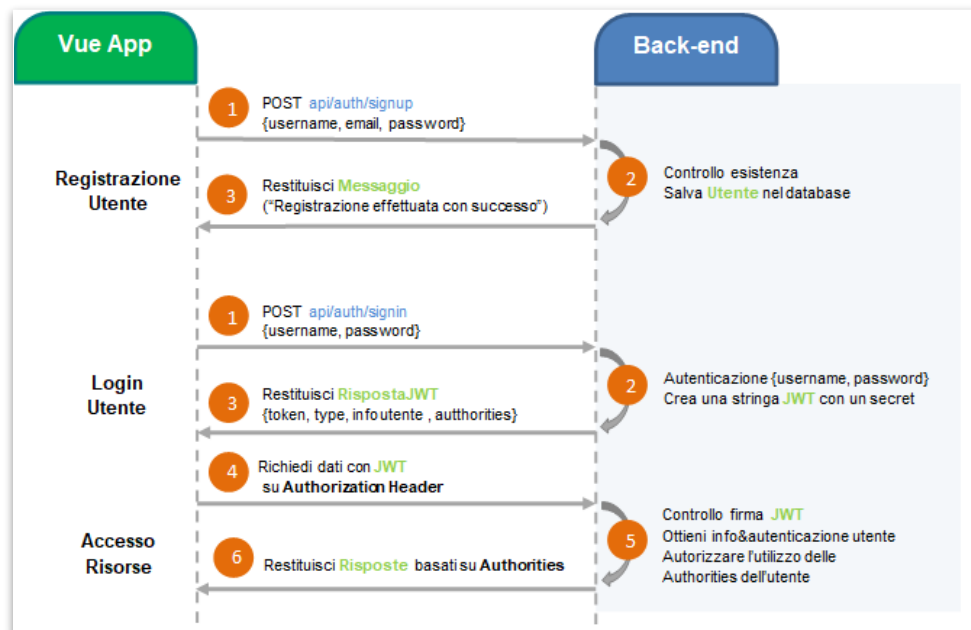 Vue App
Back-end
1
POST api/auth/signup
{username, email, password}
Registrazione
Utente
3
Restituisci Messaggio
("Registrazione effettuata con successo")
2
Controllo esistenza
Salva Utente nel database
1
POST api/auth/signin
{username, password}
Login
Utente
3
Restituisci RispostaJWT
{token, type, info utente , autthorities}
2
Autenticazione {username, password}
Crea una stringa JWT con un secret
4
Richiedi dati con JWT
su Authorization Header
Accesso
Risorse
6
Restituisci Risposte basati su Authorities
5
Controllo firma JWT
Ottieni info&autenticazione utente
Autorizzare l'utilizzo delle
Authorities dell'utente